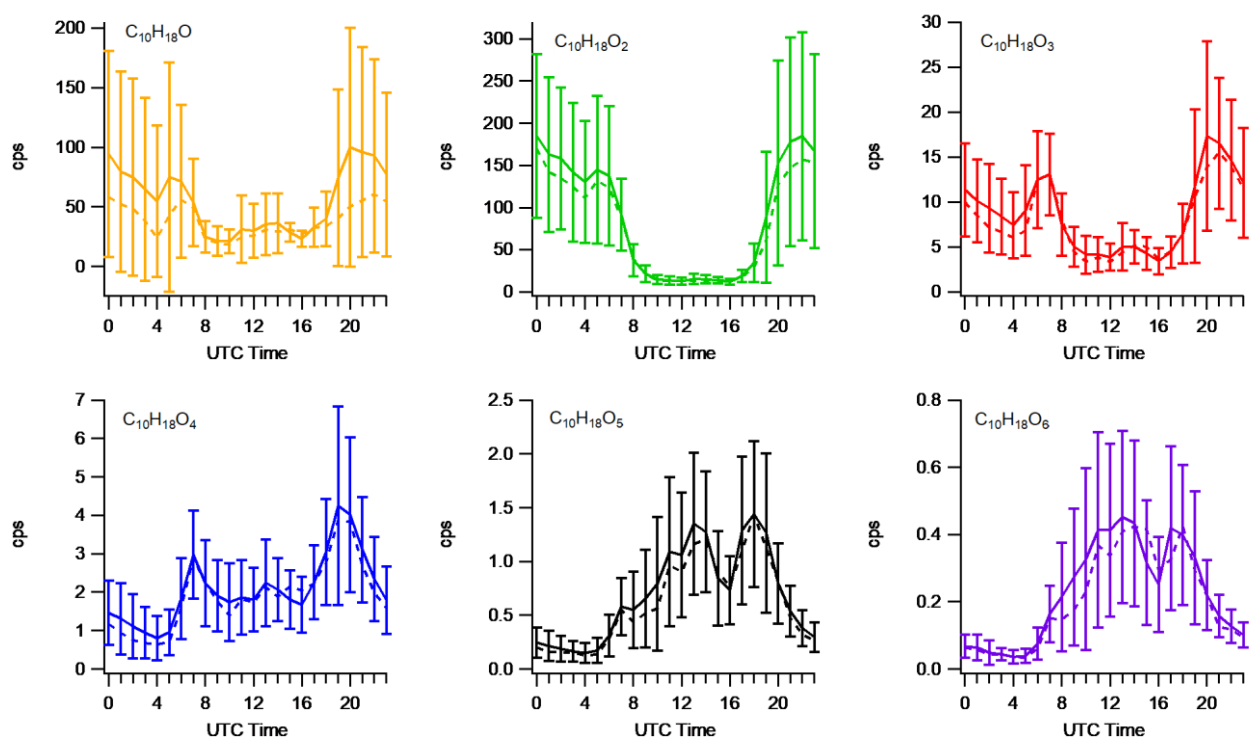 C₁₀H₁₈O
200
150
100
50
0
cps
0 4 8 12 16 20
UTC Time
C₁₀H₁₈O₂
300
250
200
150
100
50
0
cps
0 4 8 12 16 20
UTC Time
C₁₀H₁₈O₃
30
25
20
15
10
5
0
cps
0 4 8 12 16 20
UTC Time
C₁₀H₁₈O₄
7
6
5
4
3
2
1
0
cps
0 4 8 12 16 20
UTC Time
C₁₀H₁₈O₅
2.5
2.0
1.5
1.0
0.5
0.0
cps
0 4 8 12 16 20
UTC Time
C₁₀H₁₈O₆
0.8
0.6
0.4
0.2
0.0
cps
0 4 8 12 16 20
UTC Time